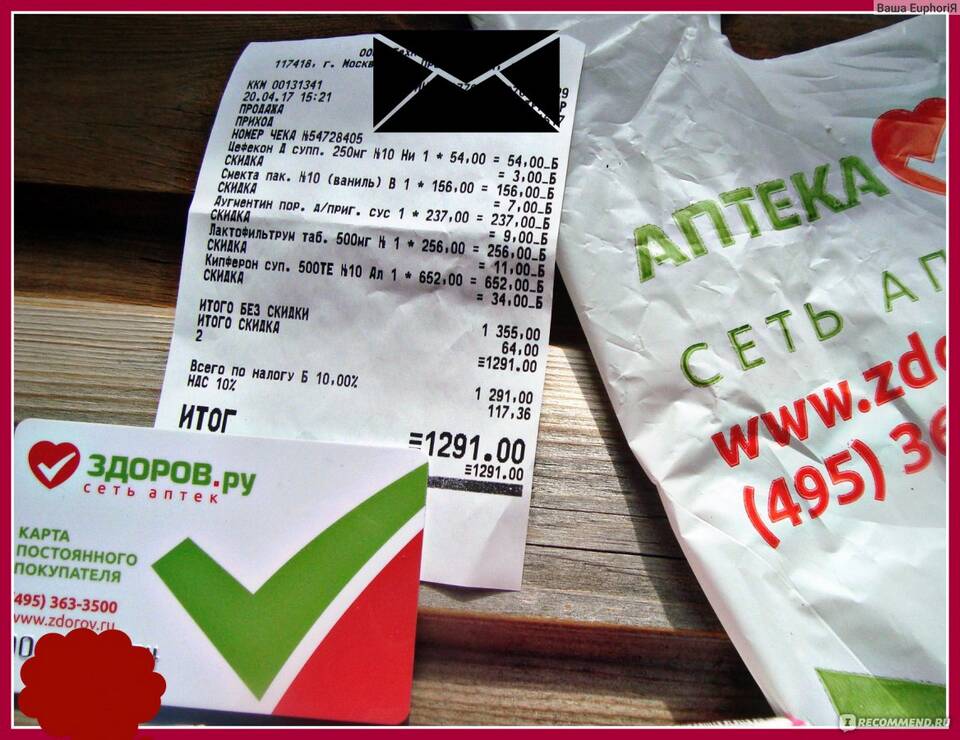 Ваша EuphoriЯ
117418, г. Москва
ККМ 00131341
20.04.17 15:21
ПРОДАЖА
ПРИХОД
НОМЕР ЧЕКА №54728405
Цефекон Д супп. 250мг №10 Ни 1 * 54,00 = 54,00_Б
СКИДКА = 3,00_Б
Смекта пак. №10 (ваниль) В 1 * 156,00 = 156,00_Б
СКИДКА = 7,00_Б
Аугментин пор. д/приг. сус 1 * 237,00 = 237,00_Б
СКИДКА = 9,00_Б
Лактофильтрум таб. 500мг N 1 * 256,00 = 256,00_Б
СКИДКА = 11,00_Б
Кипферон суп. 500ТЕ №10 Ал 1 * 652,00 = 652,00_Б
СКИДКА = 34,00_Б
ИТОГО БЕЗ СКИДКИ 1 355,00
ИТОГО СКИДКА 64,00
2 ≡1291.00
Всего по налогу Б 10,00% 1 291,00
НДС 10% 117,36
ИТОГ ≡1291.00
≡1291.00
ЗДОРОВ.ру
сеть аптек
КАРТА
ПОСТОЯННОГО
ПОКУПАТЕЛЯ
495) 363-3500
www.zdorov.ru
АПТЕКА
СЕТЬ АП
www.zdo
(495) 36
IRECOMMEND.RU